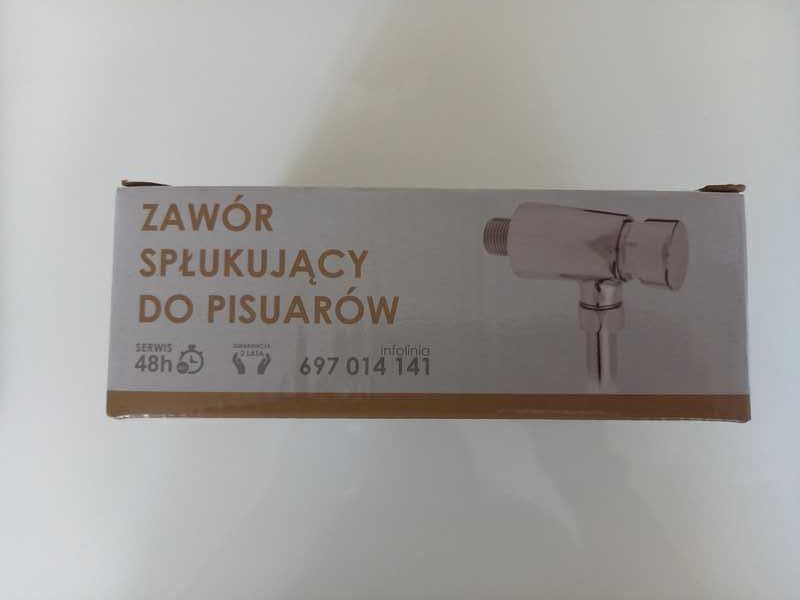 ZAWÓR
SPŁUKUJĄCY
DO PISUARÓW
SERWIS
48h
GWARANCJA
2 LATA
infolinia
697 014 141